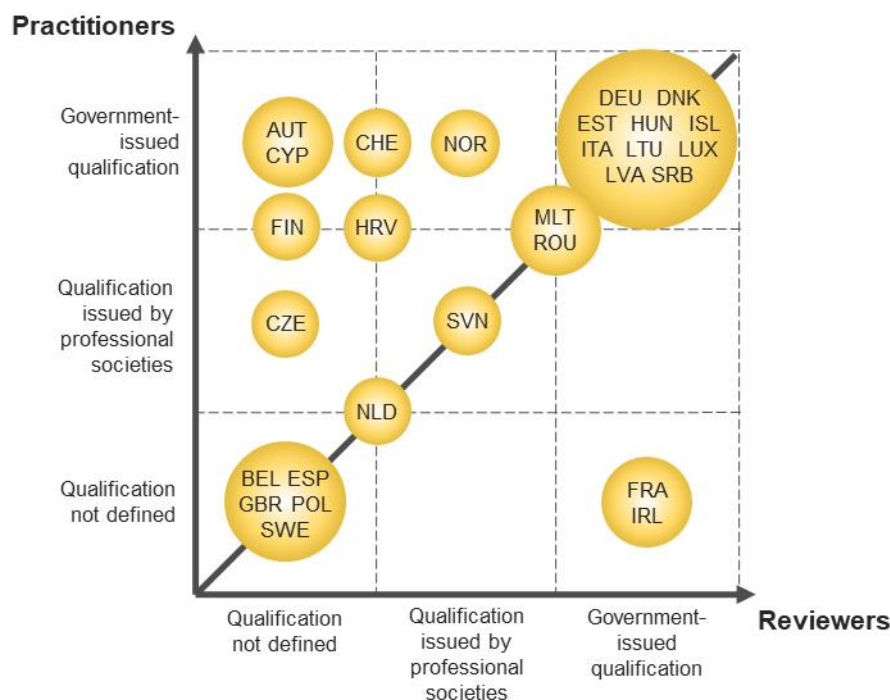 Practitioners
Government-
issued
qualification
AUT
CYP
CHE
NOR
DEU DNK
EST HUN ISL
ITA LTU LUX
LVA SRB
FIN
HRV
MLT
ROU
Qualification
issued by
professional
societies
CZE
SVN
NLD
Qualification
not defined
BEL ESP
GBR POL
SWE
FRA
IRL
Qualification
not defined
Qualification
issued by
professional
societies
Government-
issued
qualification
Reviewers